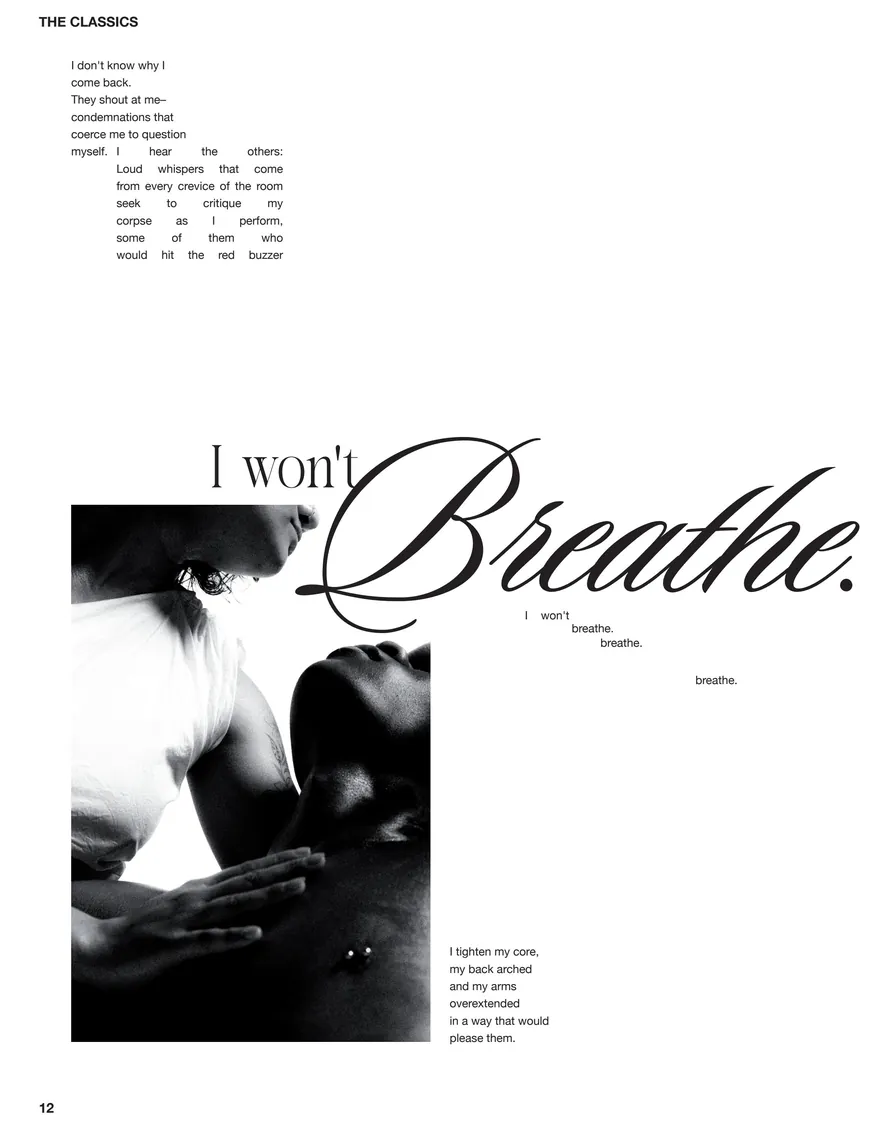 THE CLASSICS
I don't know why I
come back.
They shout at me–
condemnations that
coerce me to question
myself. I hear the others:
Loud whispers that come
from every crevice of the room
seek to critique my
corpse as I perform,
some of them who
would hit the red buzzer
I won't Breathe.
I won't
breathe.
breathe.
breathe.
I tighten my core,
my back arched
and my arms
overextended
in a way that would
please them.
12